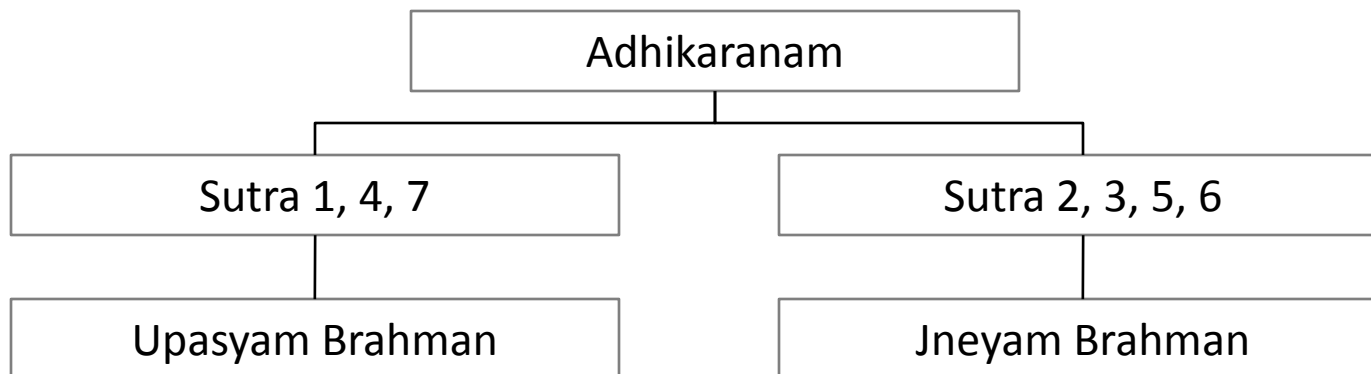 Adhikaranam
Sutra 1, 4, 7
Sutra 2, 3, 5, 6
Upasyam Brahman
Jneyam Brahman